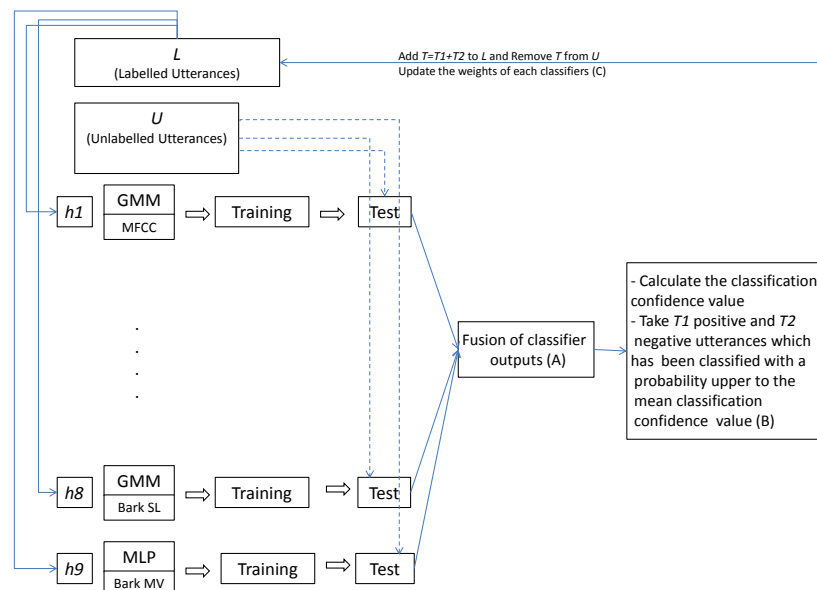 L
(Labelled Utterances)
Add T=T1+T2 to L and Remove T from U
Update the weights of each classifiers (C)
U
(Unlabelled Utterances)
h1
GMM
MFCC
Training
Test
.
.
.
.
- Calculate the classification
confidence value
- Take T1 positive and T2
negative utterances which
has been classified with a
probability upper to the
mean classification
confidence value (B)
Fusion of classifier
outputs (A)
h8
GMM
Bark SL
Training
Test
h9
MLP
Bark MV
Training
Test